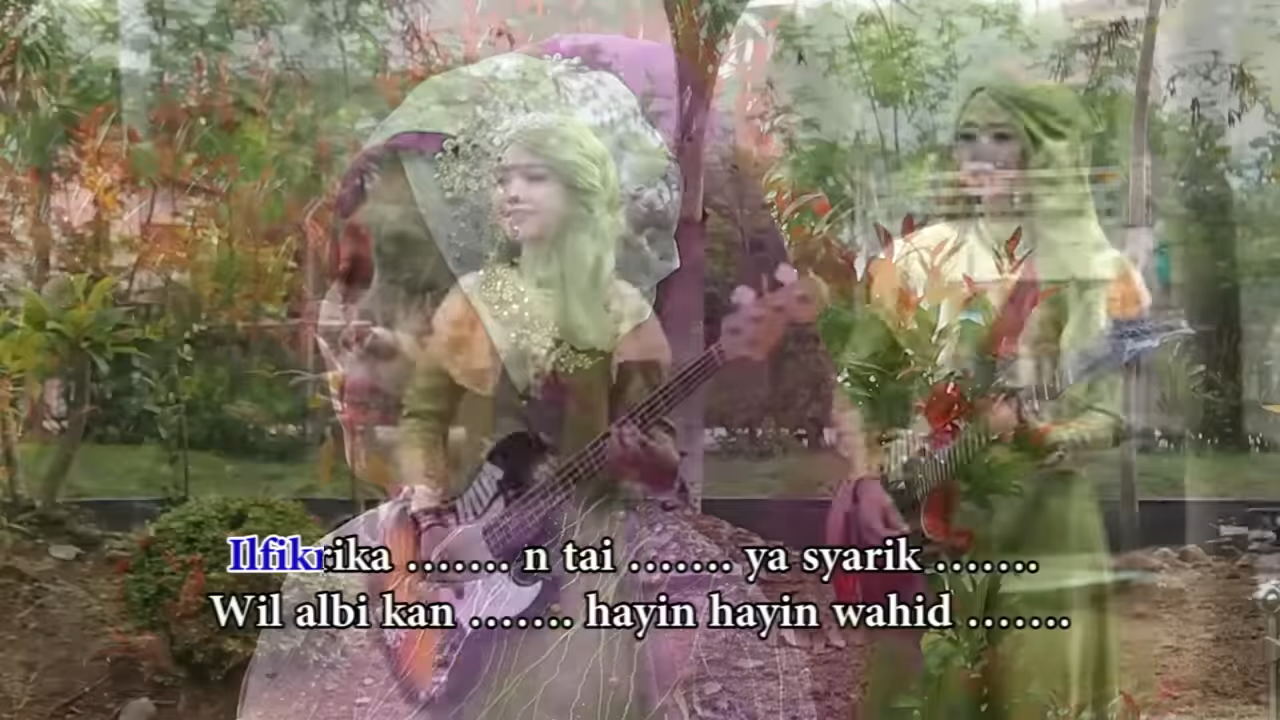 Ilfikrika ....... n tai ....... ya syarik .......
Wil albi kan ....... hayin hayin wahid .......